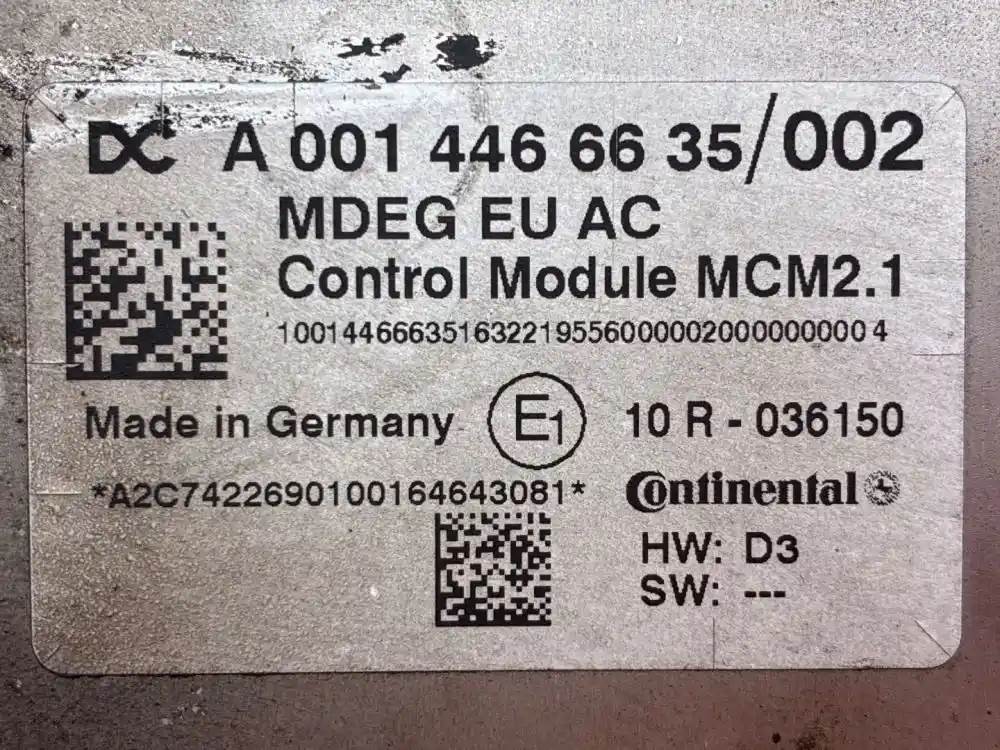 DC A 001 446 66 35/002
MDEG EU AC
Control Module MCM2.1
10014466635163221955600000200000000004
Made in Germany E1 10 R - 036150
*A2C7422690100164643081* Continental
HW: D3
SW: ---